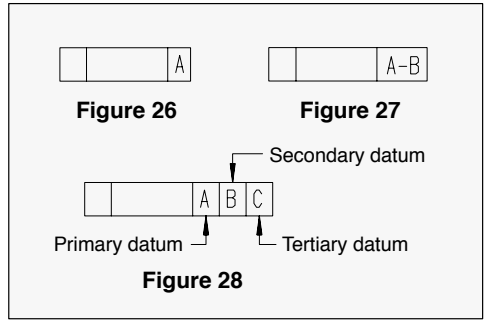 A A-B
Figure 26 Figure 27
Secondary datum
A B C
Primary datum Tertiary datum
Figure 28